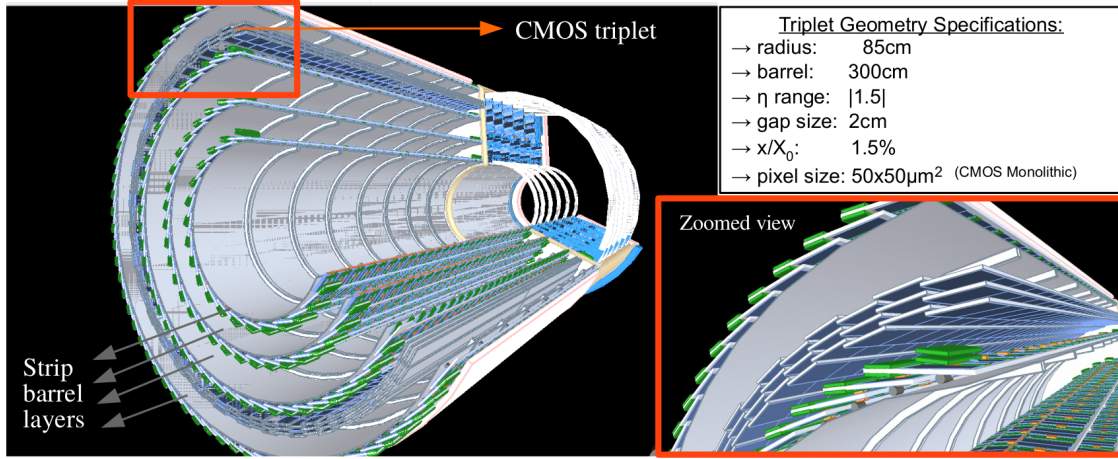 CMOS triplet
Triplet Geometry Specifications:
→ radius: 85cm
→ barrel: 300cm
→ η range: |1.5|
→ gap size: 2cm
→ x/X₀: 1.5%
→ pixel size: 50x50μm² (CMOS Monolithic)
Zoomed view
Strip
barrel
layers